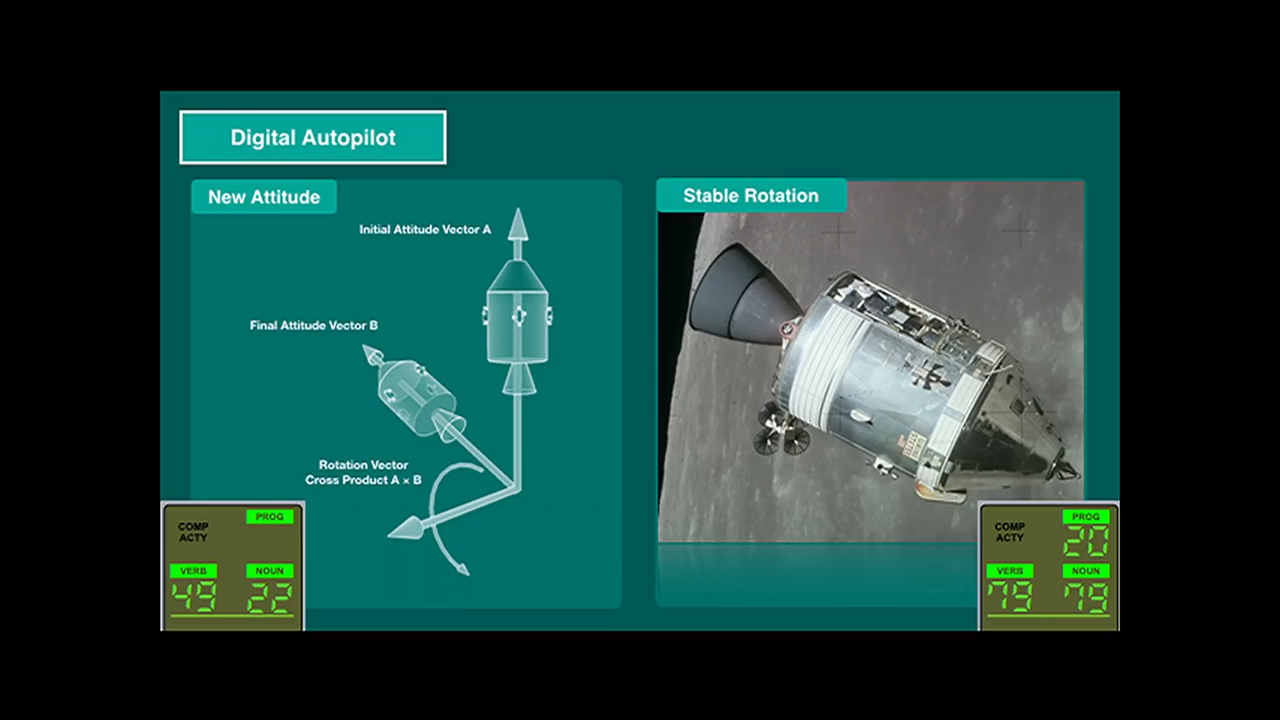 Digital Autopilot
New Attitude
Initial Attitude Vector A
Final Attitude Vector B
Rotation Vector
Cross Product A × B
PROG
COMP
ACTY
VERB
NOUN
49
22
Stable Rotation
PROG
COMP
ACTY
20
VERB
NOUN
79
79